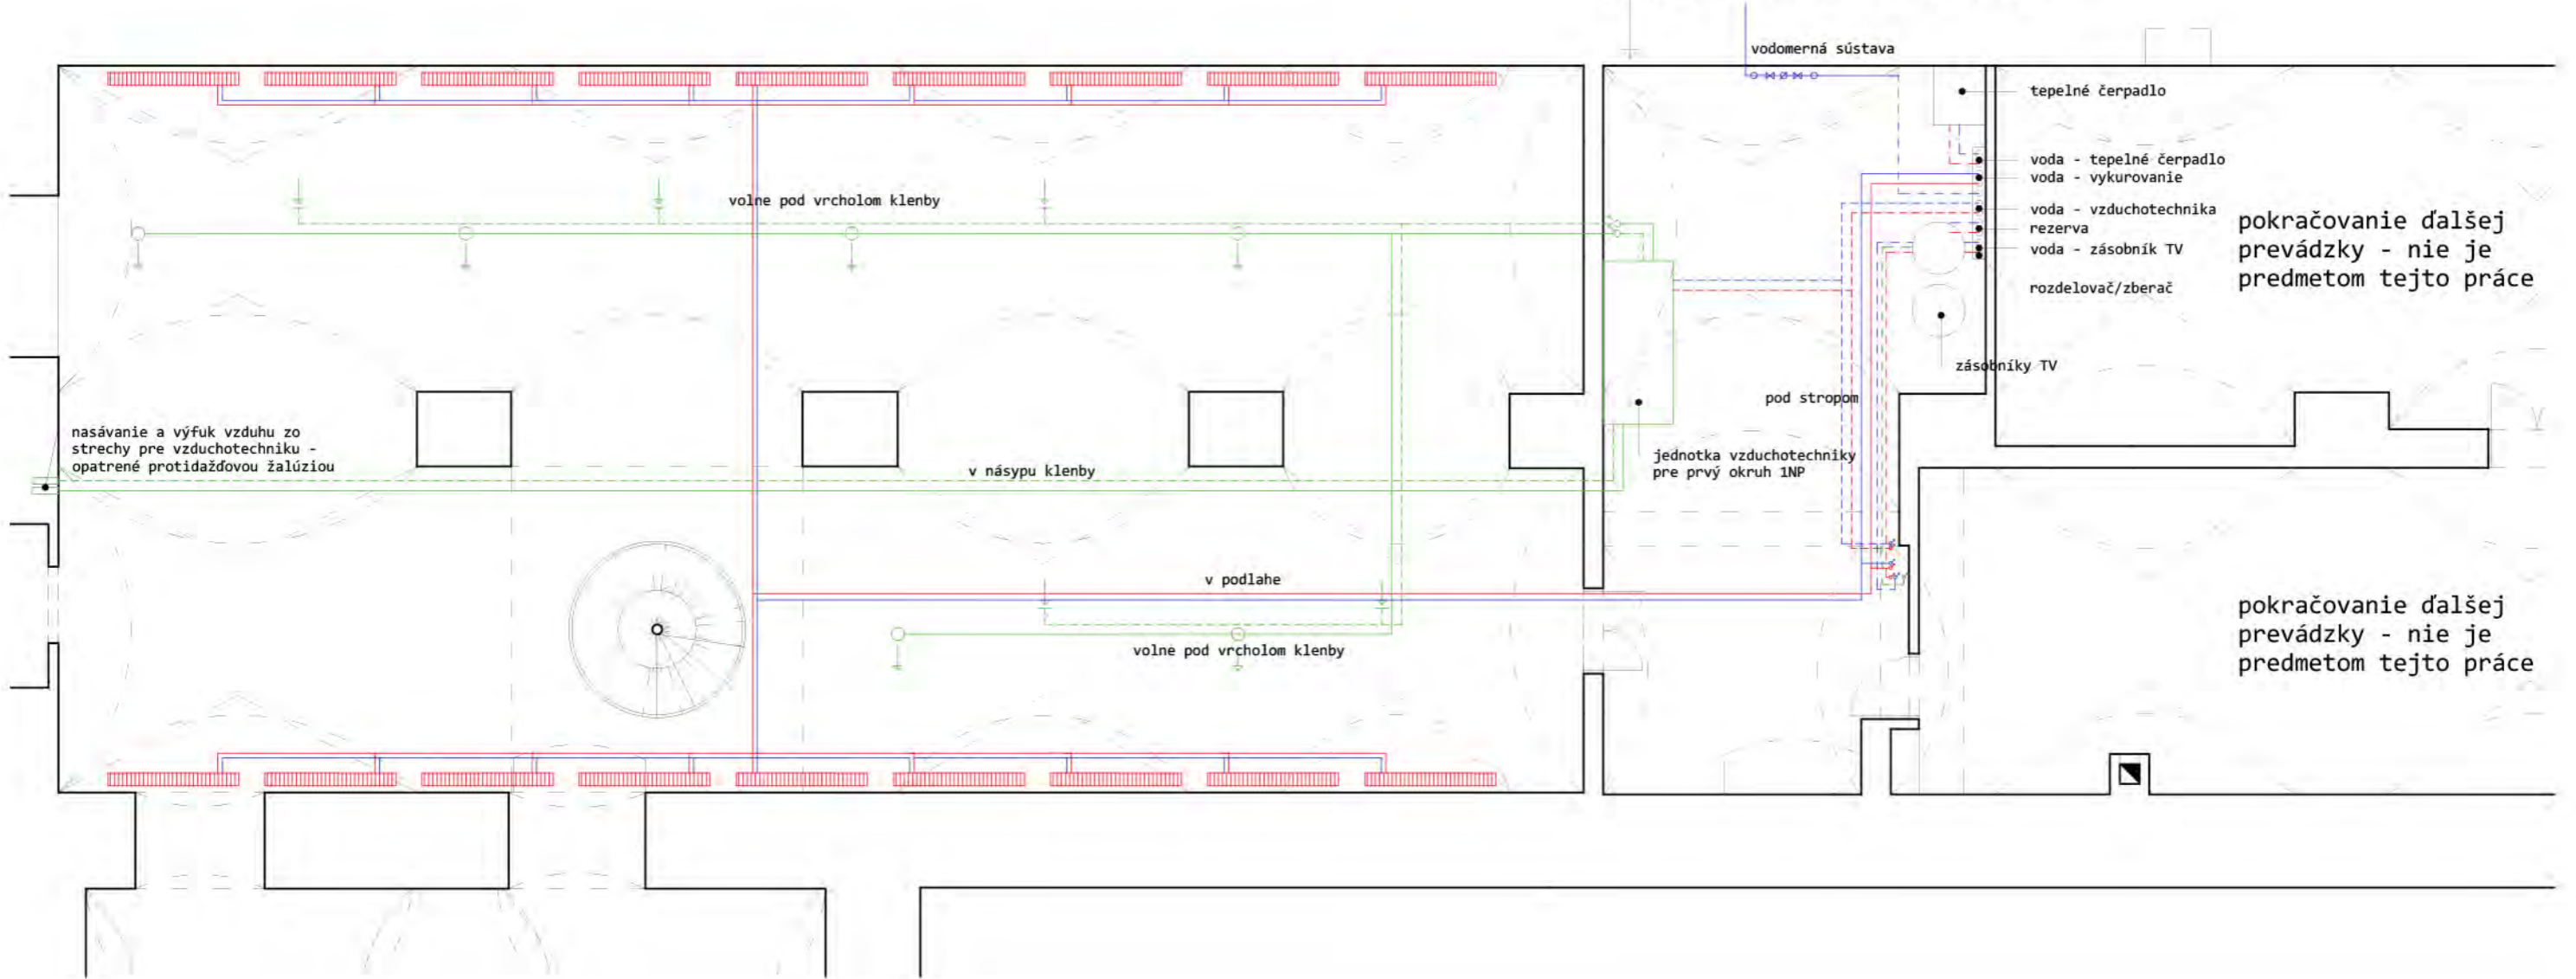 vodomerná sústava
tepelné čerpadlo
voda - tepelné čerpadlo
voda - vykurovanie
voda - vzduchotechnika
rezerva
voda - zásobník TV
rozdelovač/zberač
zásobníky TV
pokračovanie ďalšej
prevádzky - nie je
predmetom tejto práce
volne pod vrcholom klenby
pod stropom
nasávanie a výfuk vzduhu zo
strechy pre vzduchotechniku -
opatrené protidažďovou žalúziou
v násypu klenby
jednotka vzduchotechniky
pre prvý okruh 1NP
v podlahe
volne pod vrcholom klenby
pokračovanie ďalšej
prevádzky - nie je
predmetom tejto práce